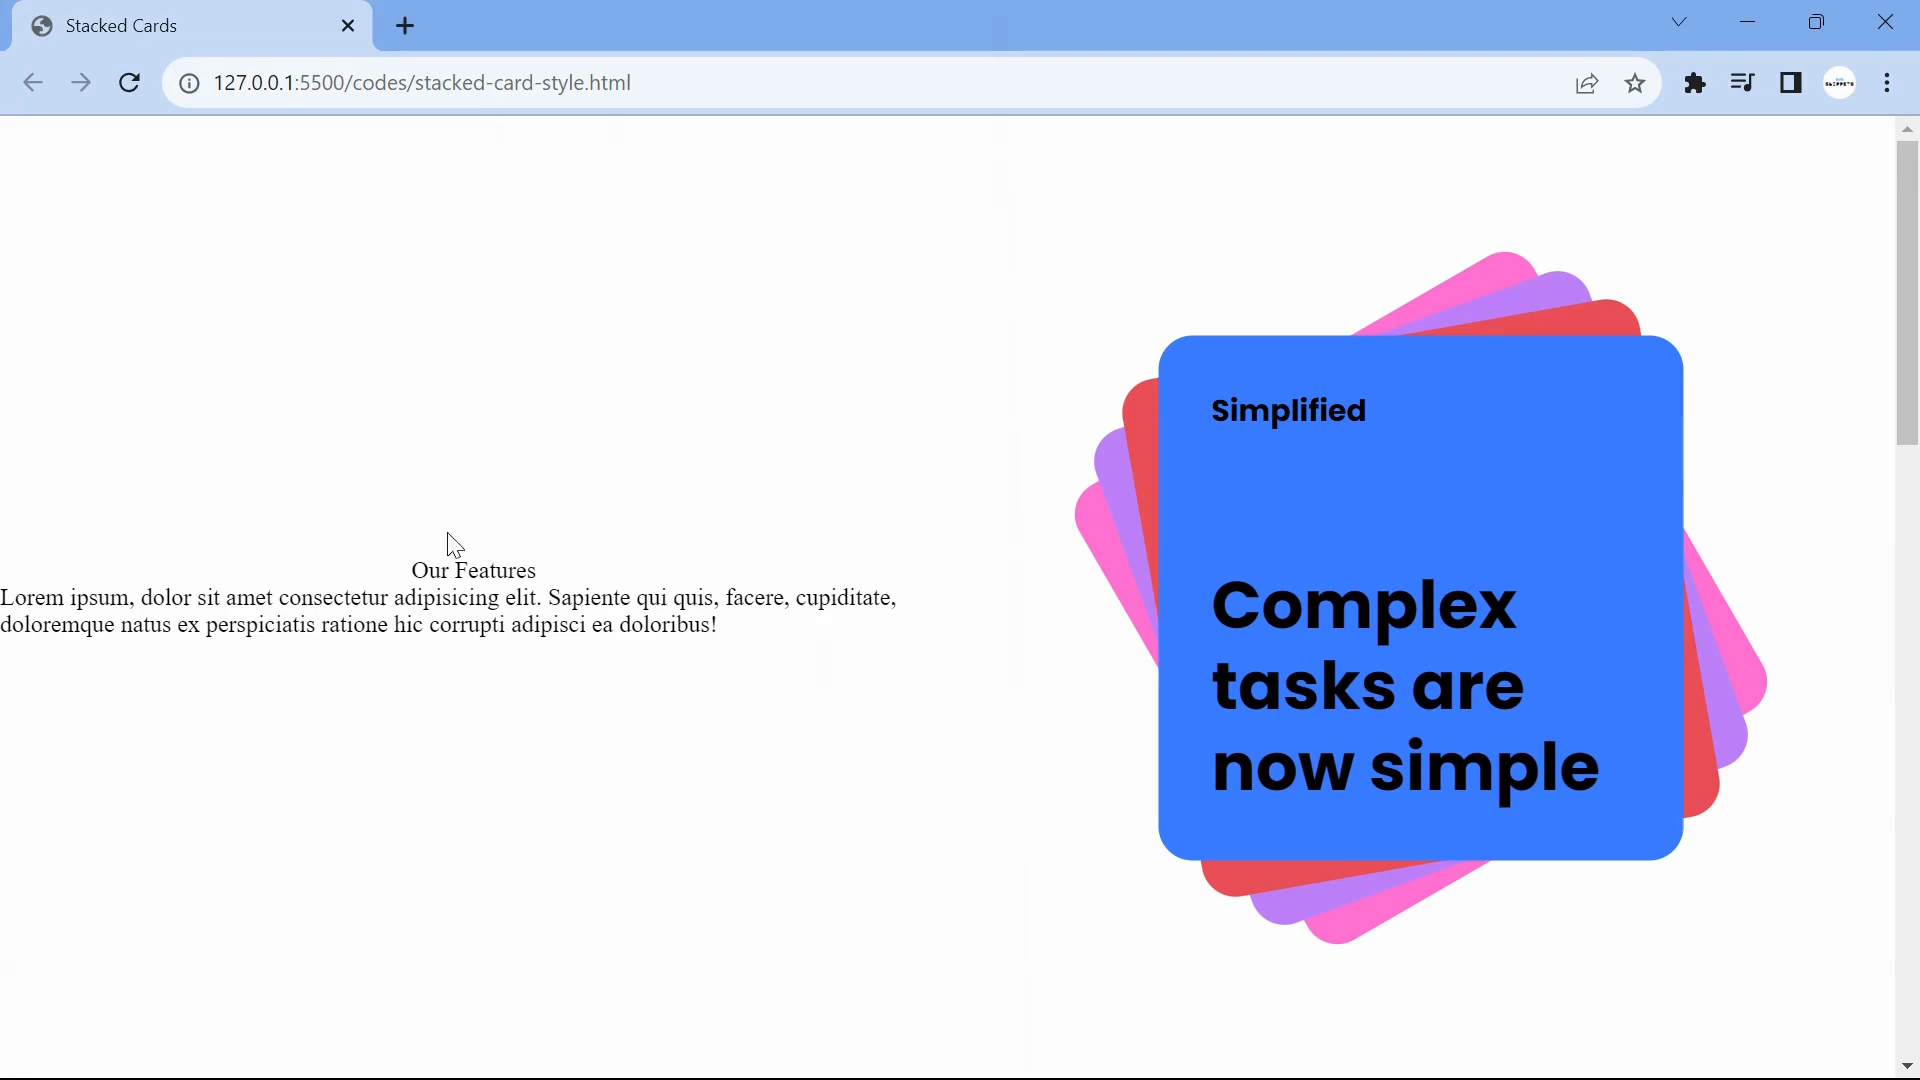 Stacked Cards
127.0.0.1:5500/codes/stacked-card-style.html
Our Features
Lorem ipsum, dolor sit amet consectetur adipisicing elit. Sapiente qui quis, facere, cupiditate,
doloremque natus ex perspiciatis ratione hic corrupti adipisci ea doloribus!
Simplified
Complex
tasks are
now simple